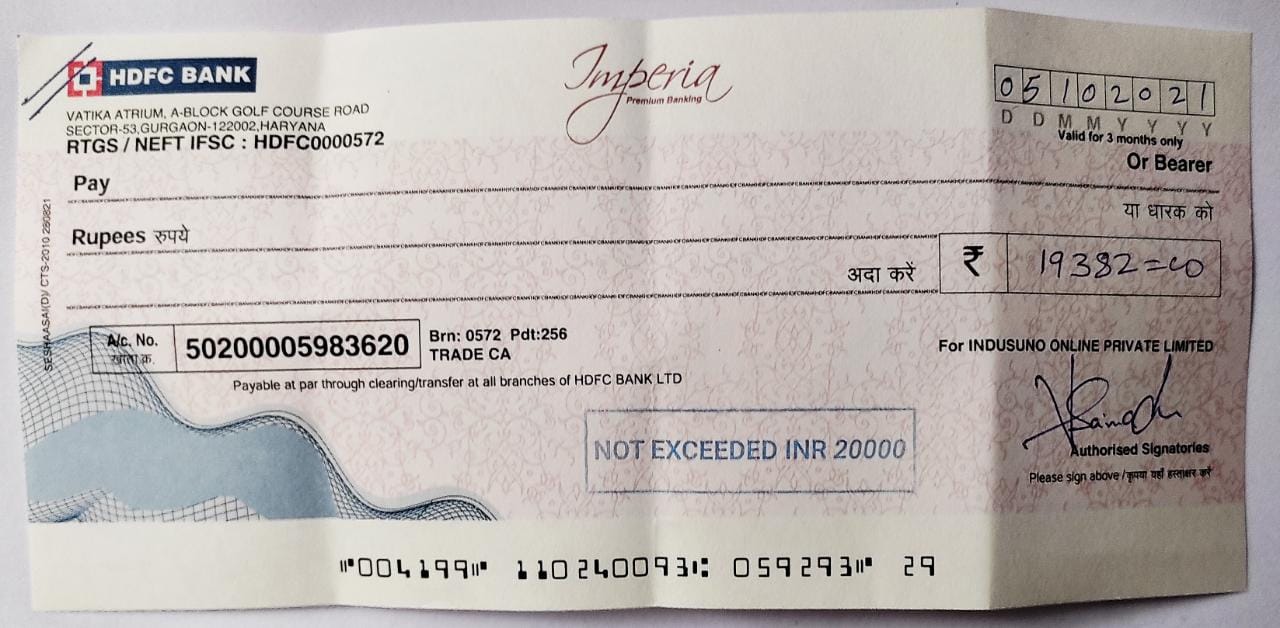 HDFC BANK
Imperia
Premium Banking
VATIKA ATRIUM, A-BLOCK GOLF COURSE ROAD
SECTOR-53,GURGAON-122002,HARYANA
RTGS / NEFT IFSC : HDFC0000572
05102021
D D M M Y Y Y Y
Valid for 3 months only
Pay
Or Bearer
या धारक को
Rupees रुपये
अदा करें
₹ 19382=00
SESHAASAI(D)/ CTS-2010 280821
A/c. No.
खाता क्र.
50200005983620
Brn: 0572 Pdt:256
TRADE CA
For INDUSUNO ONLINE PRIVATE LIMITED
Payable at par through clearing/transfer at all branches of HDFC BANK LTD
NOT EXCEEDED INR 20000
Authorised Signatories
Please sign above / कृपया यहाँ हस्ताक्षर करें
⑈004199⑈ 110240093⑆ 059293⑈ 29